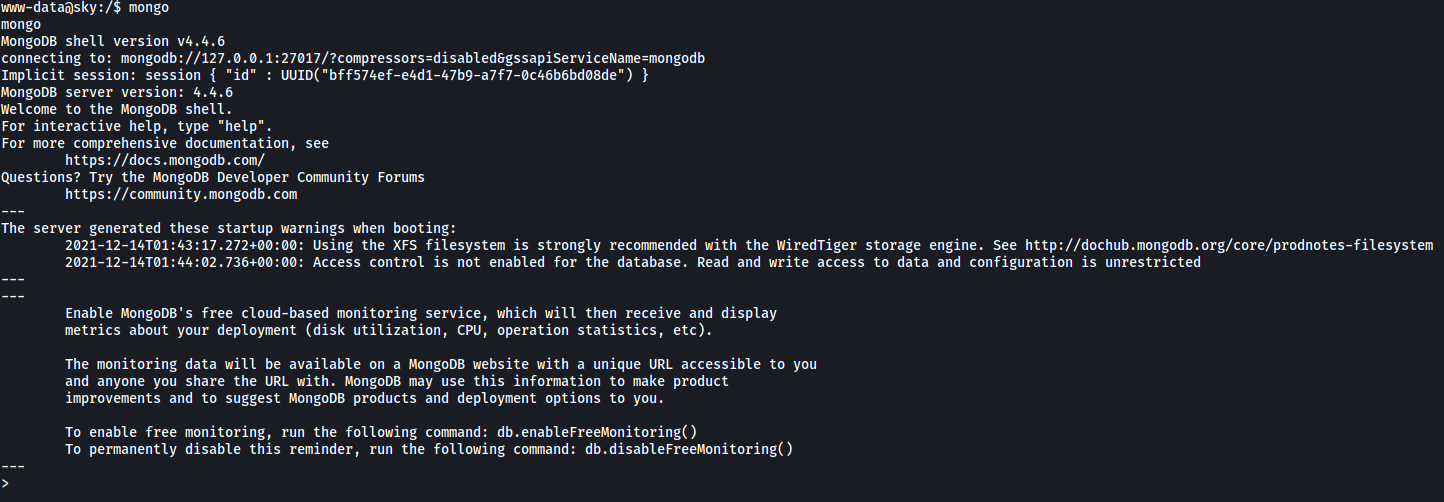 www-data@sky:/$ mongo
mongo
MongoDB shell version v4.4.6
connecting to: mongodb://127.0.0.1:27017/?compressors=disabled&gssapiServiceName=mongodb
Implicit session: session { "id" : UUID("bff574ef-e4d1-47b9-a7f7-0c46b6bd08de") }
MongoDB server version: 4.4.6
Welcome to the MongoDB shell.
For interactive help, type "help".
For more comprehensive documentation, see
https://docs.mongodb.com/
Questions? Try the MongoDB Developer Community Forums
https://community.mongodb.com
---
The server generated these startup warnings when booting:
2021-12-14T01:43:17.272+00:00: Using the XFS filesystem is strongly recommended with the WiredTiger storage engine. See http://dochub.mongodb.org/core/prodnotes-filesystem
2021-12-14T01:44:02.736+00:00: Access control is not enabled for the database. Read and write access to data and configuration is unrestricted
---
---
Enable MongoDB's free cloud-based monitoring service, which will then receive and display
metrics about your deployment (disk utilization, CPU, operation statistics, etc).
The monitoring data will be available on a MongoDB website with a unique URL accessible to you
and anyone you share the URL with. MongoDB may use this information to make product
improvements and to suggest MongoDB products and deployment options to you.
To enable free monitoring, run the following command: db.enableFreeMonitoring()
To permanently disable this reminder, run the following command: db.disableFreeMonitoring()
---
>